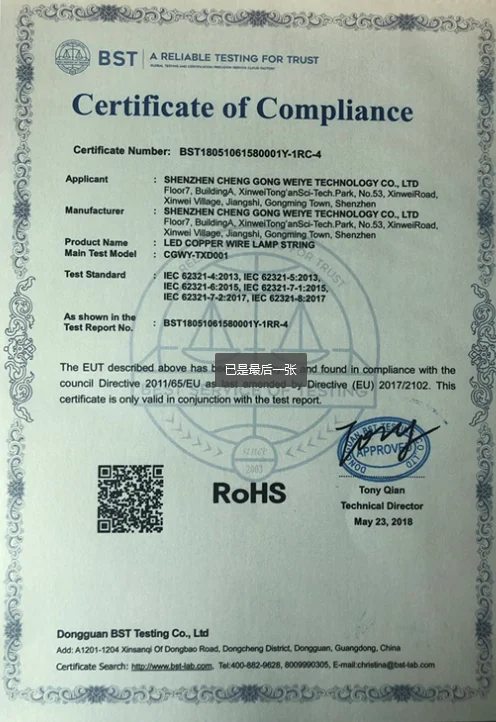 BST
A RELIABLE TESTING FOR TRUST
Certificate of Compliance
Certificate Number: BST18051061580001Y-1RC-4
Applicant : SHENZHEN CHENG GONG WEIYE TECHNOLOGY CO., LTD
Floor7, BuildingA, XinweiTong'anSci-Tech.Park, No.53, XinweiRoad,
Xinwei Village, Jiangshi, Gongming Town, Shenzhen
Manufacturer : SHENZHEN CHENG GONG WEIYE TECHNOLOGY CO., LTD
Floor7, BuildingA, XinweiTong'anSci-Tech.Park, No.53, XinweiRoad,
Xinwei Village, Jiangshi, Gongming Town, Shenzhen
Product Name : LED COPPER WIRE LAMP STRING
Main Test Model : CGWY-TXD001
Test Standard : IEC 62321-4:2013, IEC 62321-5:2013,
IEC 62321-6:2015, IEC 62321-7-1:2015,
IEC 62321-7-2:2017, IEC 62321-8:2017
As shown in the
Test Report No. : BST18051061580001Y-1RR-4
已是最后一张
The EUT described above has and found in compliance with the
council Directive 2011/65/EU as last amended by Directive (EU) 2017/2102. This
certificate is only valid in conjunction with the test report.
BEST SERVICE OF TESTING
since
2003
APPROVED
RoHS
Tony Qian
Technical Director
May 23, 2018
Dongguan BST Testing Co., Ltd
Add: A1201-1204 Xinsanqi Of Dongbao Road, Dongcheng District, Dongguan, Guangdong, China
Certificate Search: http://www.bst-lab.com, Tel:400-882-9628, 8009990305, E-mail:christina@bst-lab.com